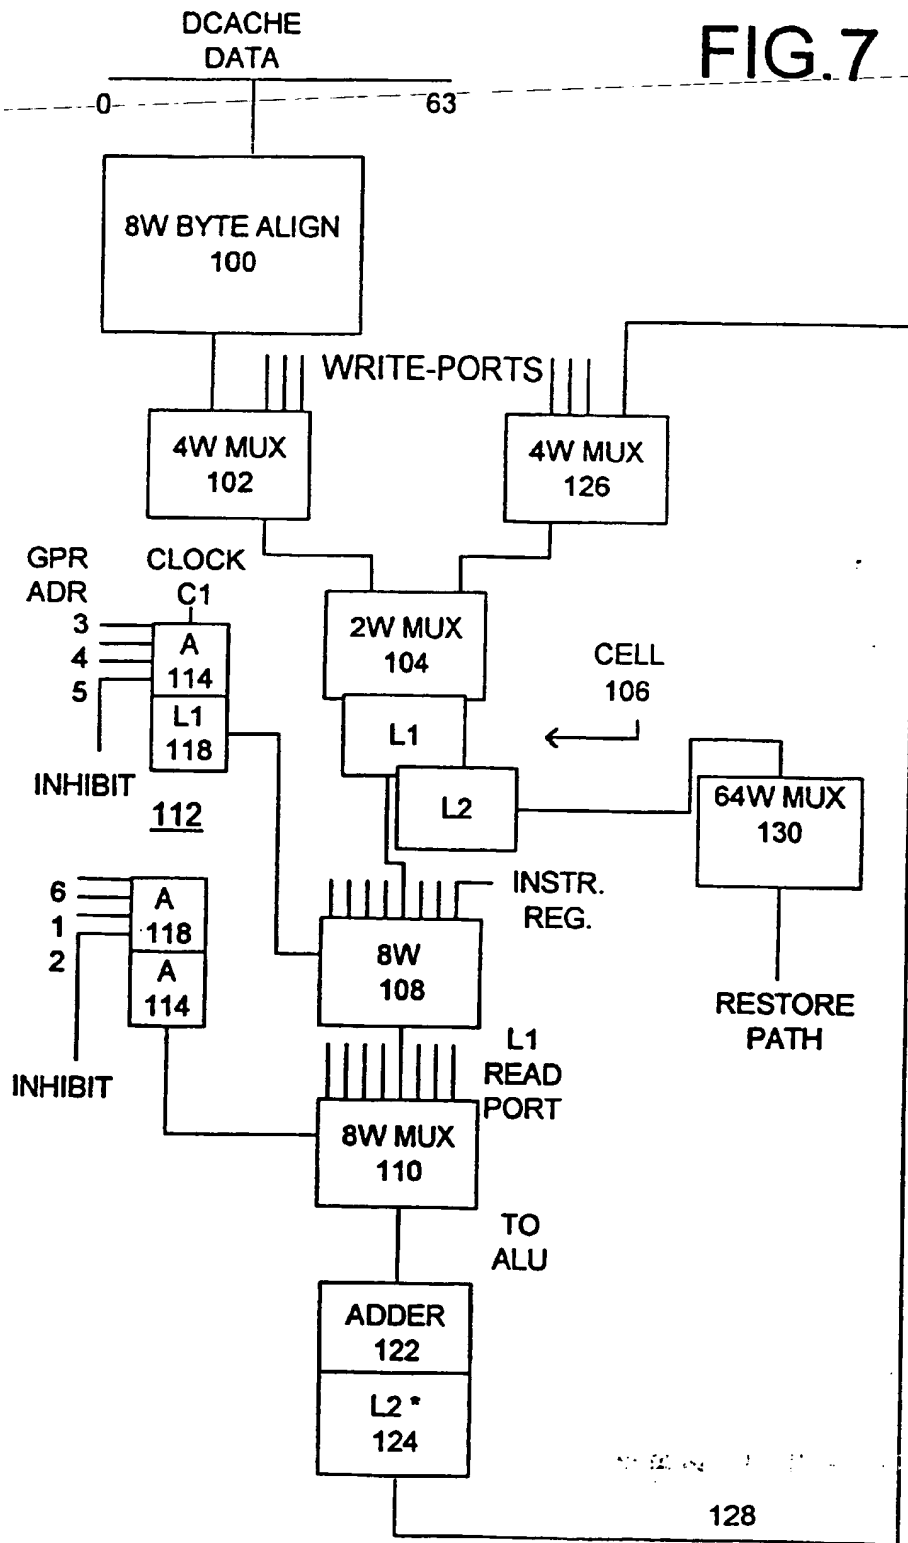 DCACHE
DATA
FIG.7
0
63
8W BYTE ALIGN
100
WRITE-PORTS
4W MUX
102
4W MUX
126
GPR
ADR
CLOCK
C1
3
4
5
A
114
L1
118
INHIBIT
112
2W MUX
104
L1
L2
CELL
106
64W MUX
130
RESTORE
PATH
6
1
2
A
118
A
114
INHIBIT
INSTR.
REG.
8W
108
L1
READ
PORT
8W MUX
110
TO
ALU
ADDER
122
L2 *
124
128